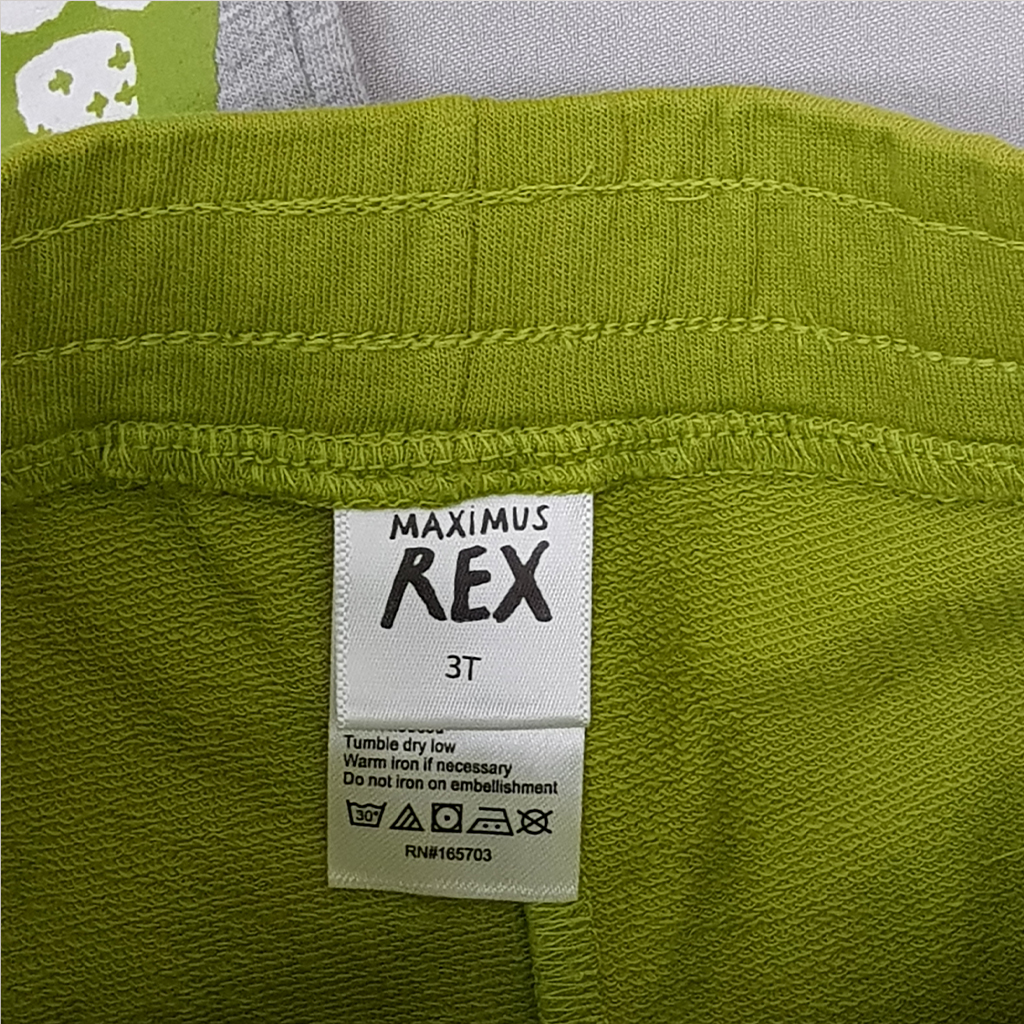 MAXiMUS
REX
3T
Tumble dry low
Warm iron if necessary
Do not iron on embellishment
30°
RN#165703